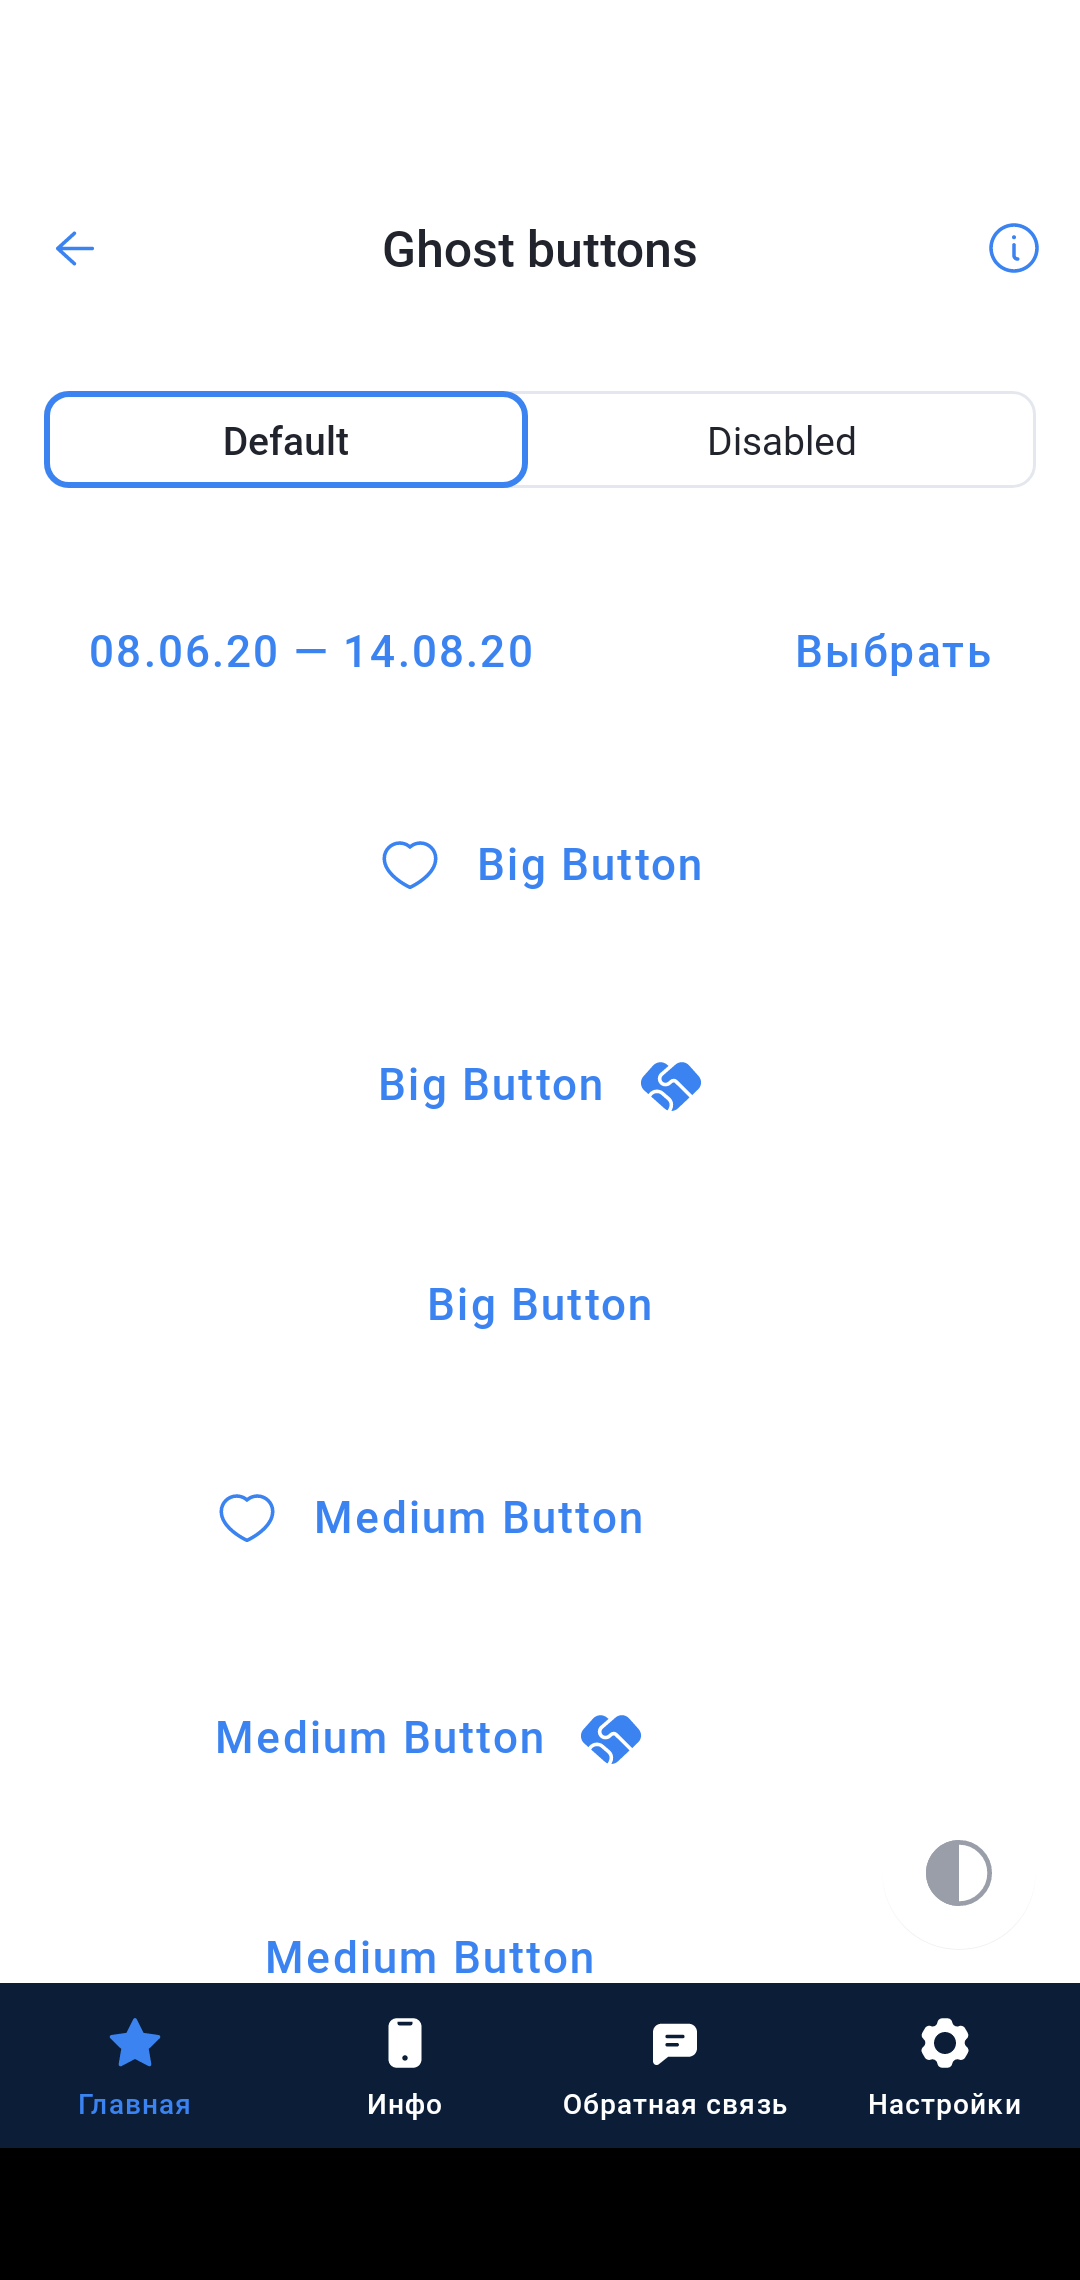 Ghost buttons
Default
Disabled
08.06.20 — 14.08.20
Выбрать
Big Button
Big Button
Big Button
Medium Button
Medium Button
Medium Button
Главная
Инфо
Обратная связь
Настройки